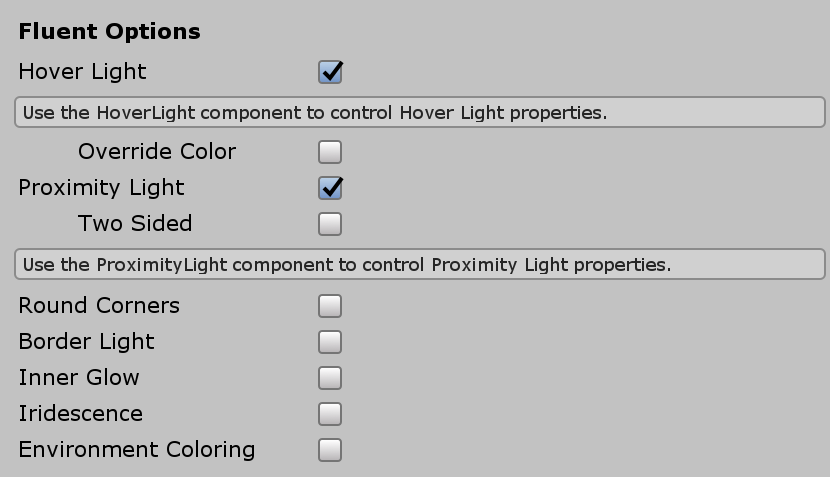 Fluent Options
Hover Light
Use the HoverLight component to control Hover Light properties.
Override Color
Proximity Light
Two Sided
Use the ProximityLight component to control Proximity Light properties.
Round Corners
Border Light
Inner Glow
Iridescence
Environment Coloring